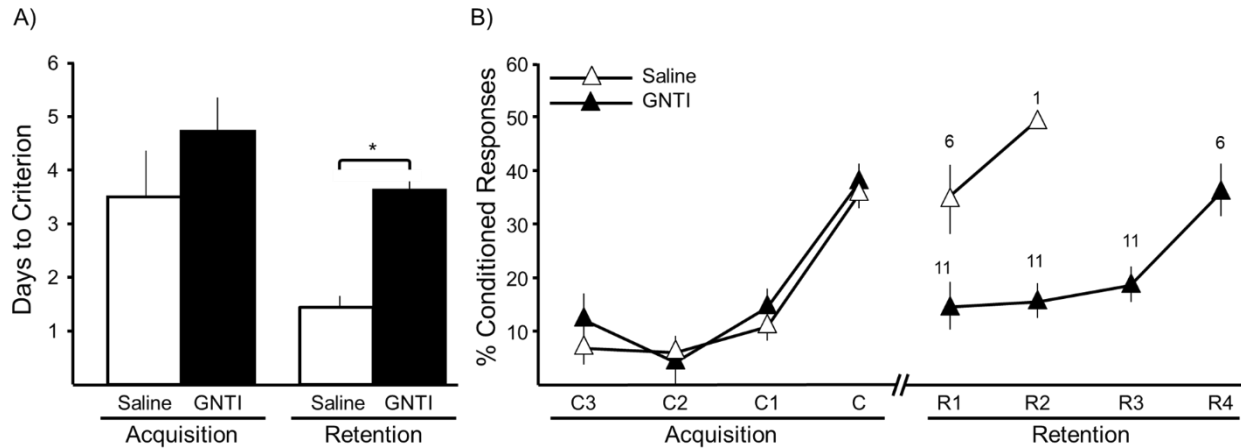 A)
Days to Criterion
6
5
4
3
2
1
*
Saline GNTI Saline GNTI
Acquisition Retention
B)
% Conditioned Responses
60
50
40
30
20
10
Saline
GNTI
1
6
6
11
11
11
C3 C2 C1 C R1 R2 R3 R4
Acquisition Retention